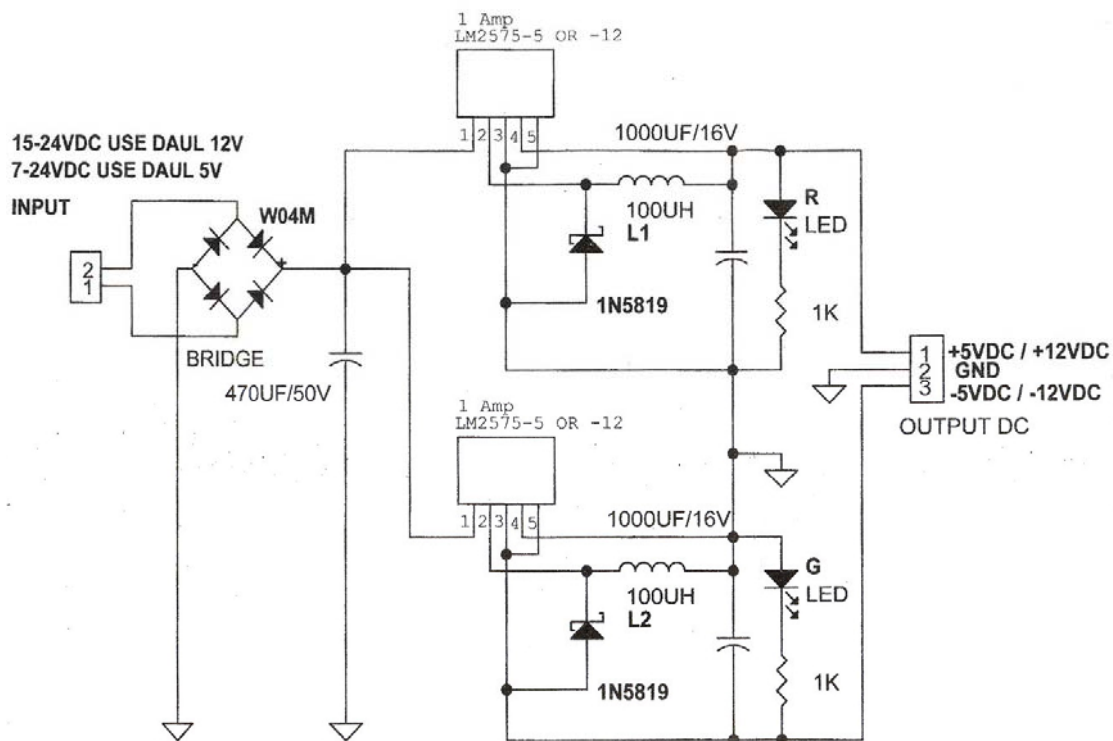 1 Amp
LM2575-5 OR -12
1 2 3 4 5
1000UF/16V
15-24VDC USE DAUL 12V
7-24VDC USE DAUL 5V
INPUT
W04M
- +
2
1
BRIDGE
470UF/50V
100UH
L1
1N5819
R
LED
1K
1 +5VDC / +12VDC
2 GND
3 -5VDC / -12VDC
OUTPUT DC
1 Amp
LM2575-5 OR -12
1 2 3 4 5
1000UF/16V
100UH
L2
1N5819
G
LED
1K